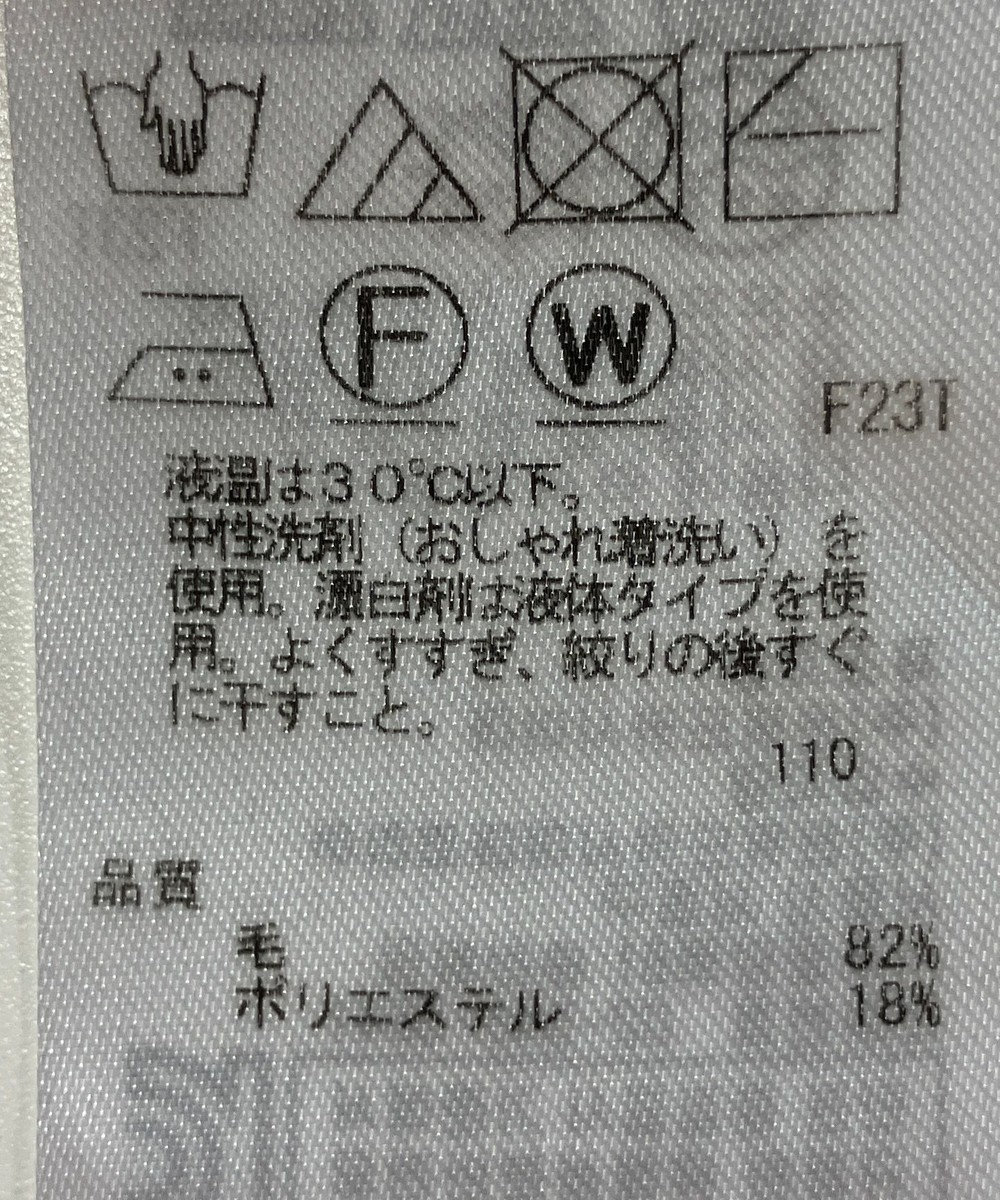 F
W
F23T
液温は30℃以下。
中性洗剤(おしゃれ着洗い)を
使用。漂白剤は液体タイプを使
用。よくすすぎ、絞りの後すぐ
に干すこと。
110
品質
毛 82%
ポリエステル 18%